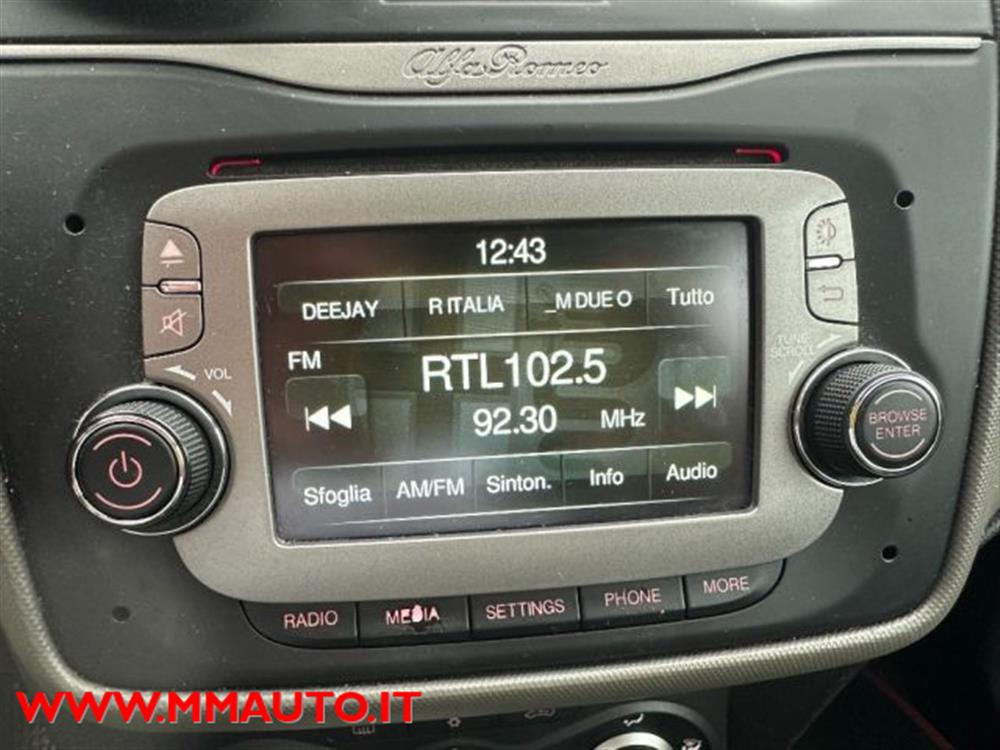 Alfa Romeo
12:43
DEEJAY R ITALIA _M DUE O Tutto
FM
RTL102.5
92.30 MHz
Sfoglia AM/FM Sinton. Info Audio
VOL
TUNE
SCROLL
BROWSE
ENTER
RADIO MEDIA SETTINGS PHONE MORE
WWW.MMAUTO.IT